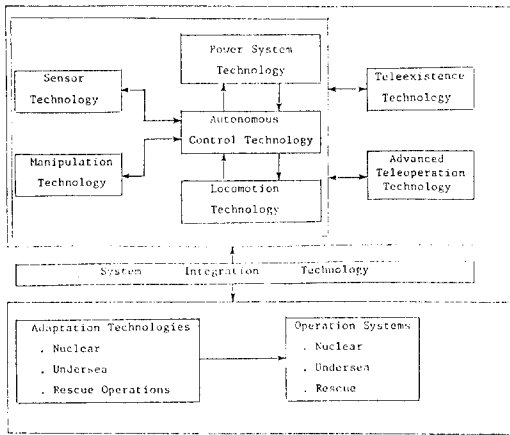 Power System
Technology
Sensor
Technology
Teleexistence
Technology
Autonomous
Control Technology
Manipulation
Technology
Advanced
Teleoperation
Technology
Locomotion
Technology
System Integration Technology
Adaptation Technologies
. Nuclear
. Undersea
. Rescue Operations
Operation Systems
. Nuclear
. Undersea
. Rescue